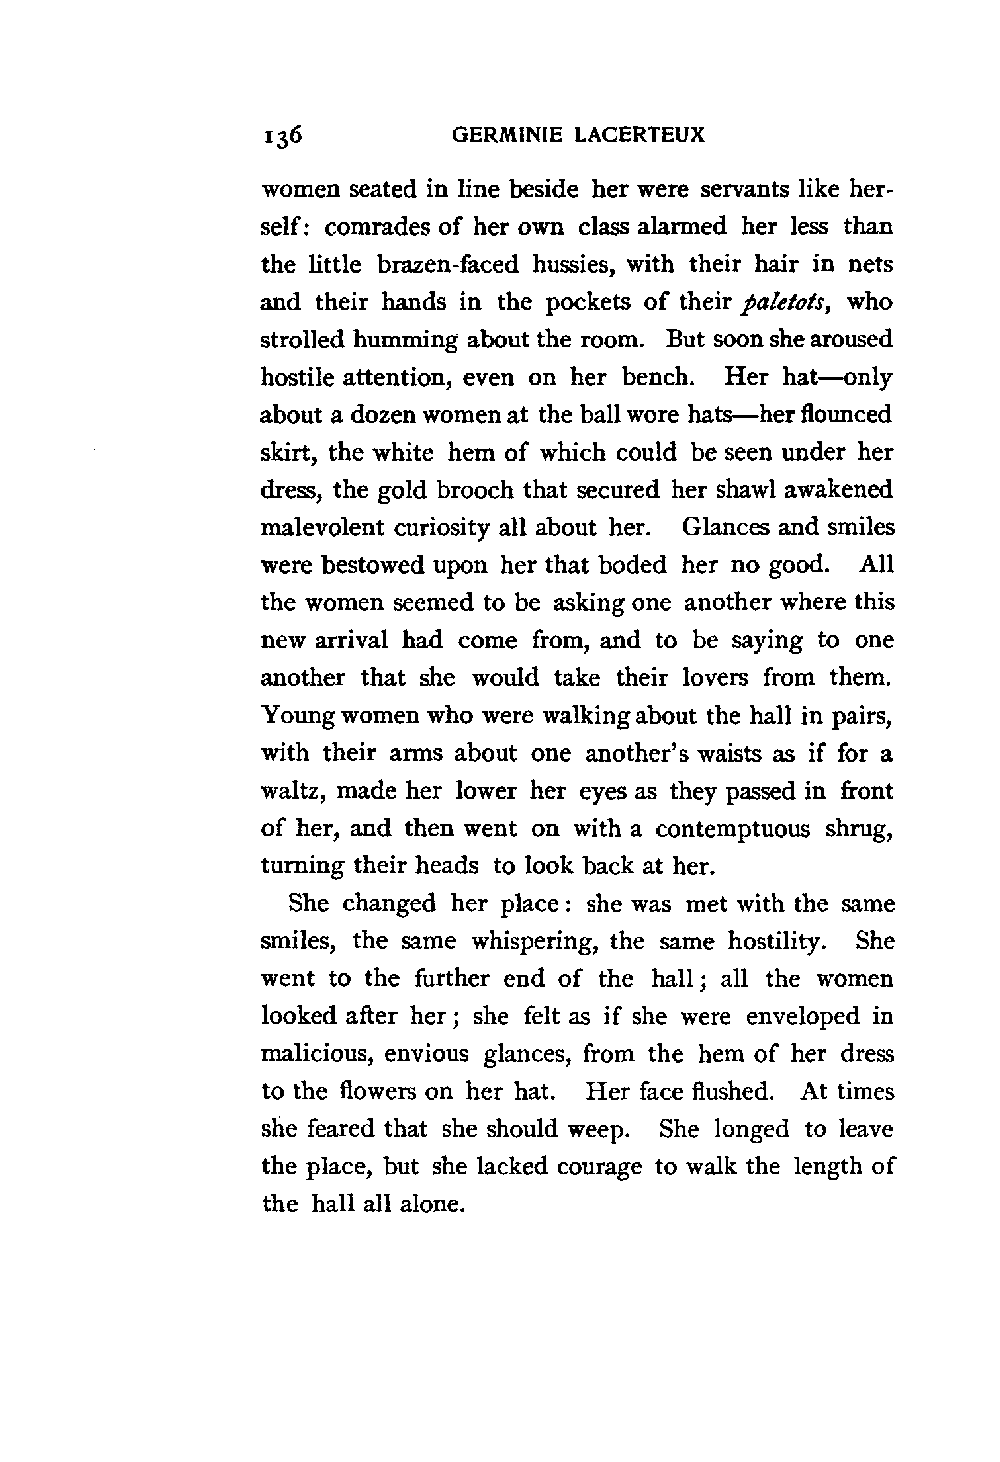 136 GERMINIE LACERTEUX
women seated in line beside her were servants like her-
self: comrades of her own class alarmed her less than
the little brazen-faced hussies, with their hair in nets
and their hands in the pockets of their paletots, who
strolled humming about the room. But soon she aroused
hostile attention, even on her bench. Her hat—only
about a dozen women at the ball wore hats—her flounced
skirt, the white hem of which could be seen under her
dress, the gold brooch that secured her shawl awakened
malevolent curiosity all about her. Glances and smiles
were bestowed upon her that boded her no good. All
the women seemed to be asking one another where this
new arrival had come from, and to be saying to one
another that she would take their lovers from them.
Young women who were walking about the hall in pairs,
with their arms about one another's waists as if for a
waltz, made her lower her eyes as they passed in front
of her, and then went on with a contemptuous shrug,
turning their heads to look back at her.
She changed her place: she was met with the same
smiles, the same whispering, the same hostility. She
went to the further end of the hall; all the women
looked after her; she felt as if she were enveloped in
malicious, envious glances, from the hem of her dress
to the flowers on her hat. Her face flushed. At times
she feared that she should weep. She longed to leave
the place, but she lacked courage to walk the length of
the hall all alone.